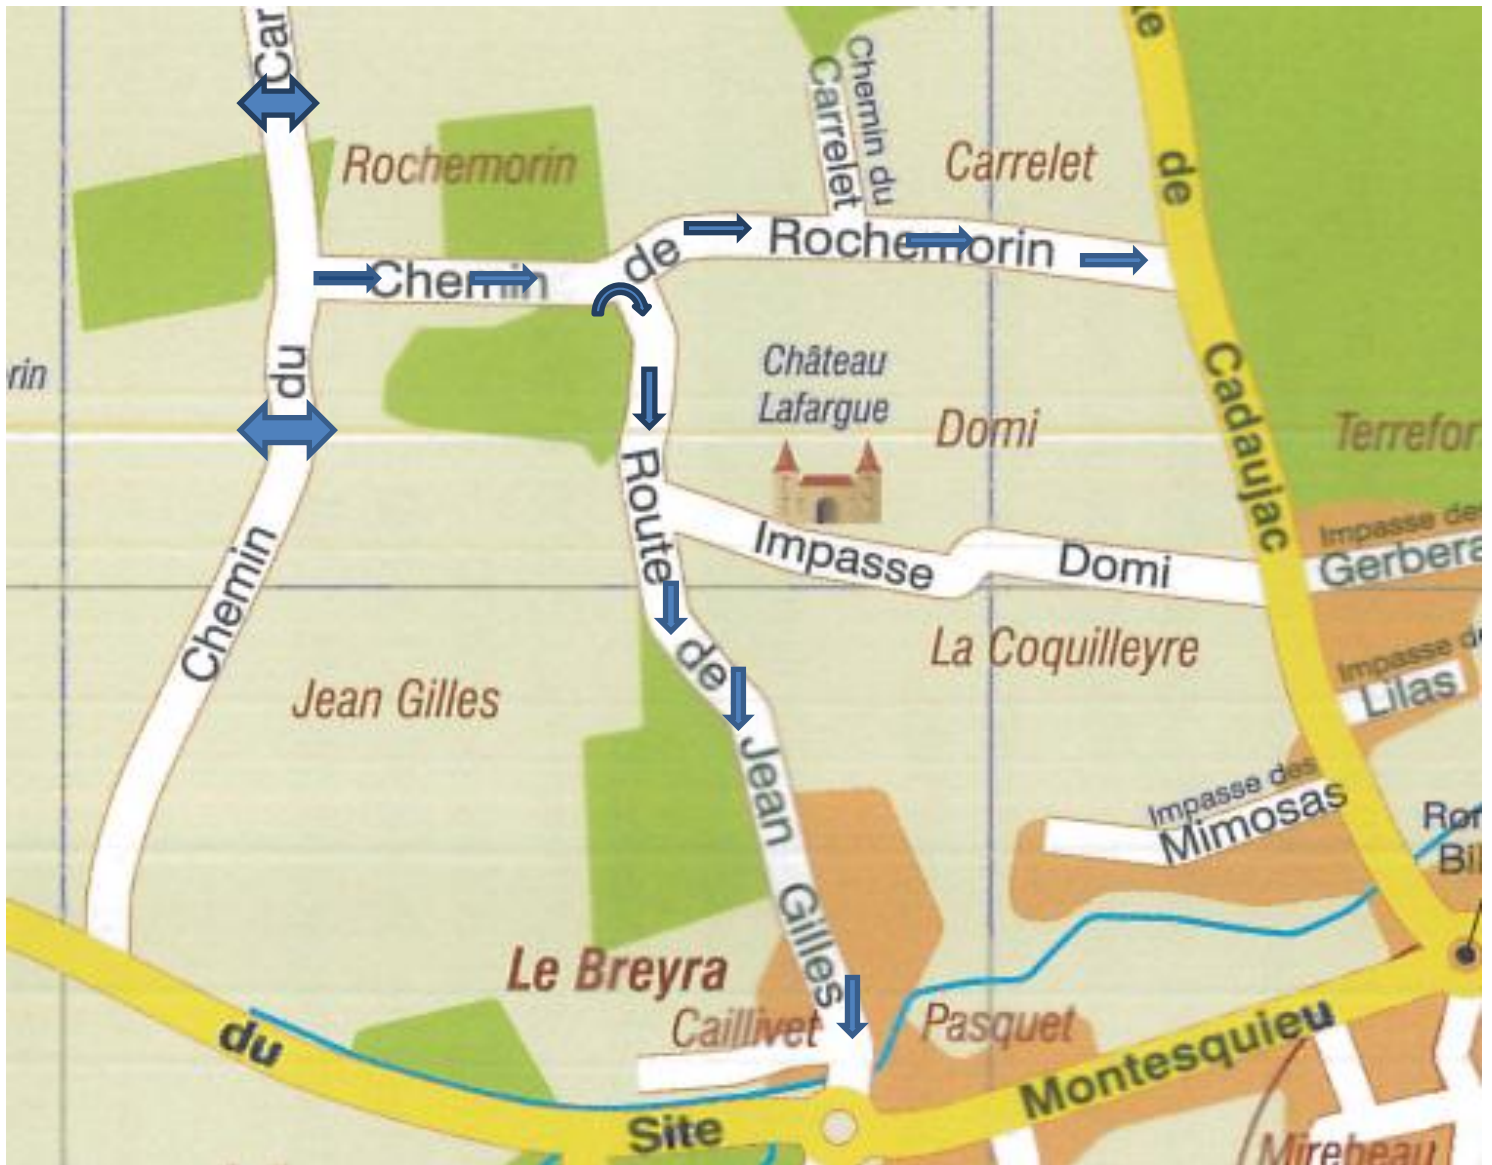 Car
de
Chemin du
Carrelet
Rochemorin
Carrelet
de
Chemin de Rochemorin
rin
du
Château
Lafargue
Domi
Cadaujac
Terrefor
Route
Impasse Domi
Impasse des
Gerbera
Chemin
La Coquilleyre
Impasse d
Lilas
Jean Gilles
de
Jean
Impasse des
Mimosas
Ron
Bil
Gilles
Le Breyra
Caillivet
Pasquet
du
Site
Montesquieu
Mirebeau